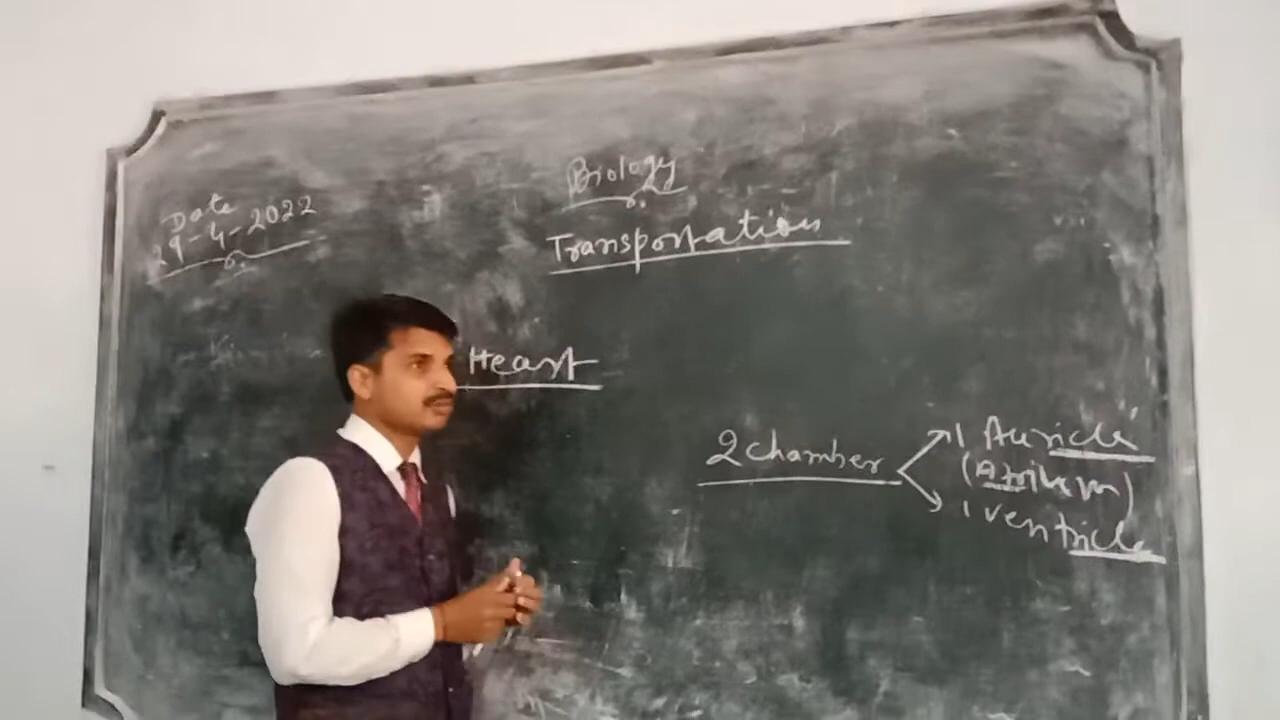 Biology
Date
29-4-2022
Transportation
Heart
2 chamber
1 Auricle
(Atrium)
1 ventricle